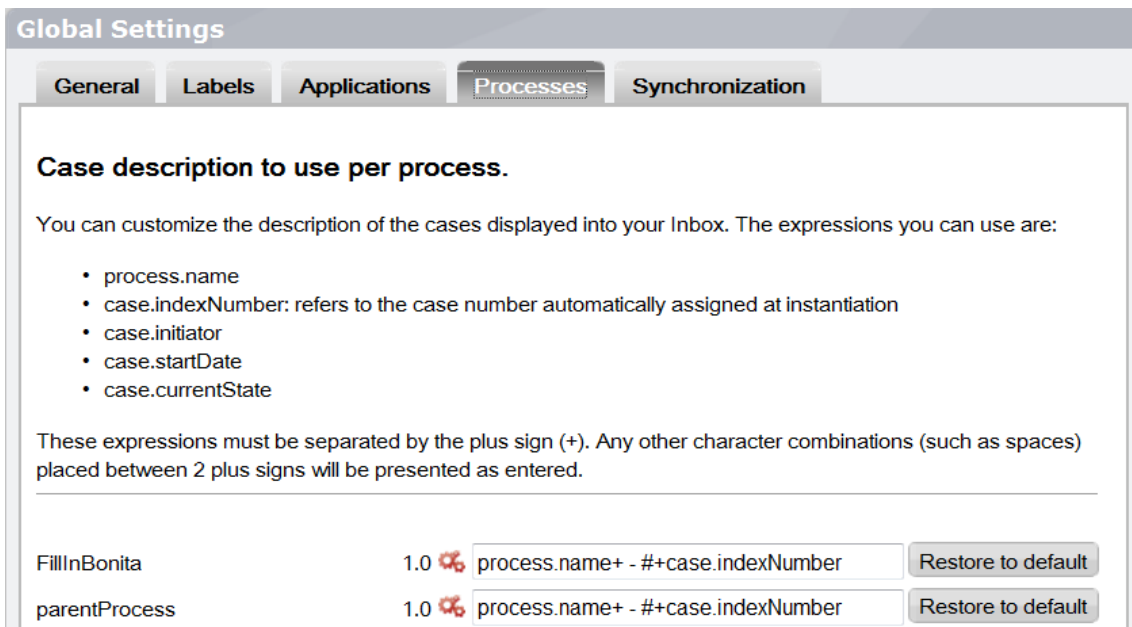 Global Settings
General Labels Applications Processes Synchronization
Case description to use per process.
You can customize the description of the cases displayed into your Inbox. The expressions you can use are:
• process.name
• case.indexNumber: refers to the case number automatically assigned at instantiation
• case.initiator
• case.startDate
• case.currentState
These expressions must be separated by the plus sign (+). Any other character combinations (such as spaces)
placed between 2 plus signs will be presented as entered.
FillInBonita 1.0 process.name+ - #+case.indexNumber Restore to default
parentProcess 1.0 process.name+ - #+case.indexNumber Restore to default